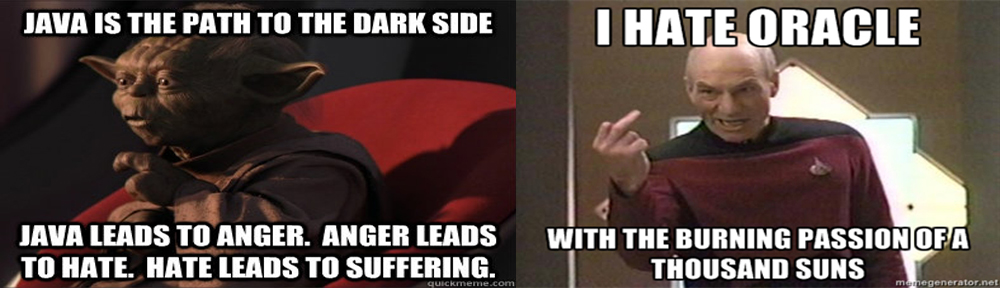 JAVA IS THE PATH TO THE DARK SIDE
JAVA LEADS TO ANGER. ANGER LEADS
TO HATE. HATE LEADS TO SUFFERING.
quickmeme.com
I HATE ORACLE
WITH THE BURNING PASSION OF A
THOUSAND SUNS
memegenerator.net